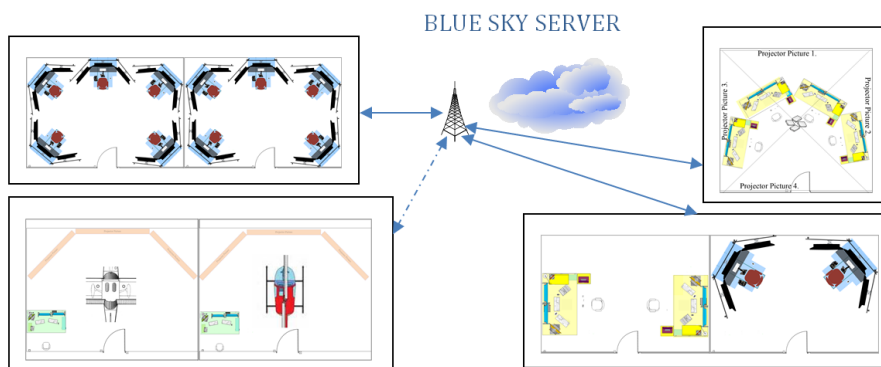 BLUE SKY SERVER
Projector Picture 1.
Projector Picture 3.
Projector Picture 2.
Projector Picture 4.